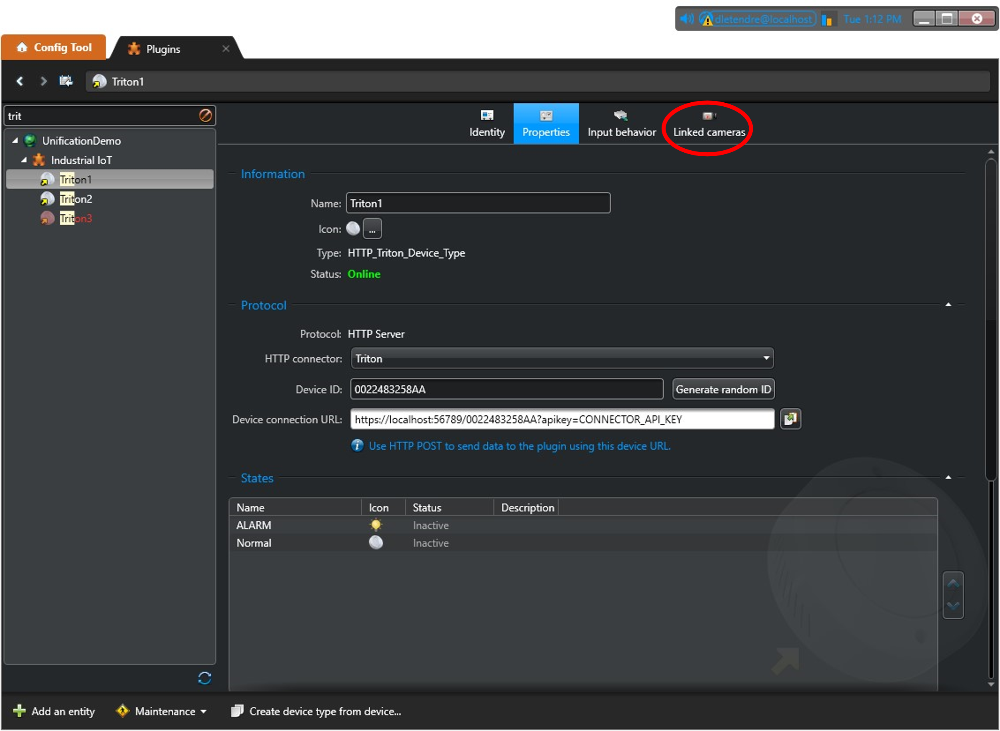 dletendre@localhost Tue 1:12 PM
Config Tool Plugins
Triton1
trit
Identity Properties Input behavior Linked cameras
UnificationDemo
Industrial IoT
Triton1
Triton2
Triton3
Information
Name: Triton1
Icon: ...
Type: HTTP_Triton_Device_Type
Status: Online
Protocol
Protocol: HTTP Server
HTTP connector: Triton
Device ID: 0022483258AA Generate random ID
Device connection URL: https://localhost:56789/0022483258AA?apikey=CONNECTOR_API_KEY
Use HTTP POST to send data to the plugin using this device URL.
States
Name Icon Status Description
ALARM Inactive
Normal Inactive
Add an entity Maintenance Create device type from device...